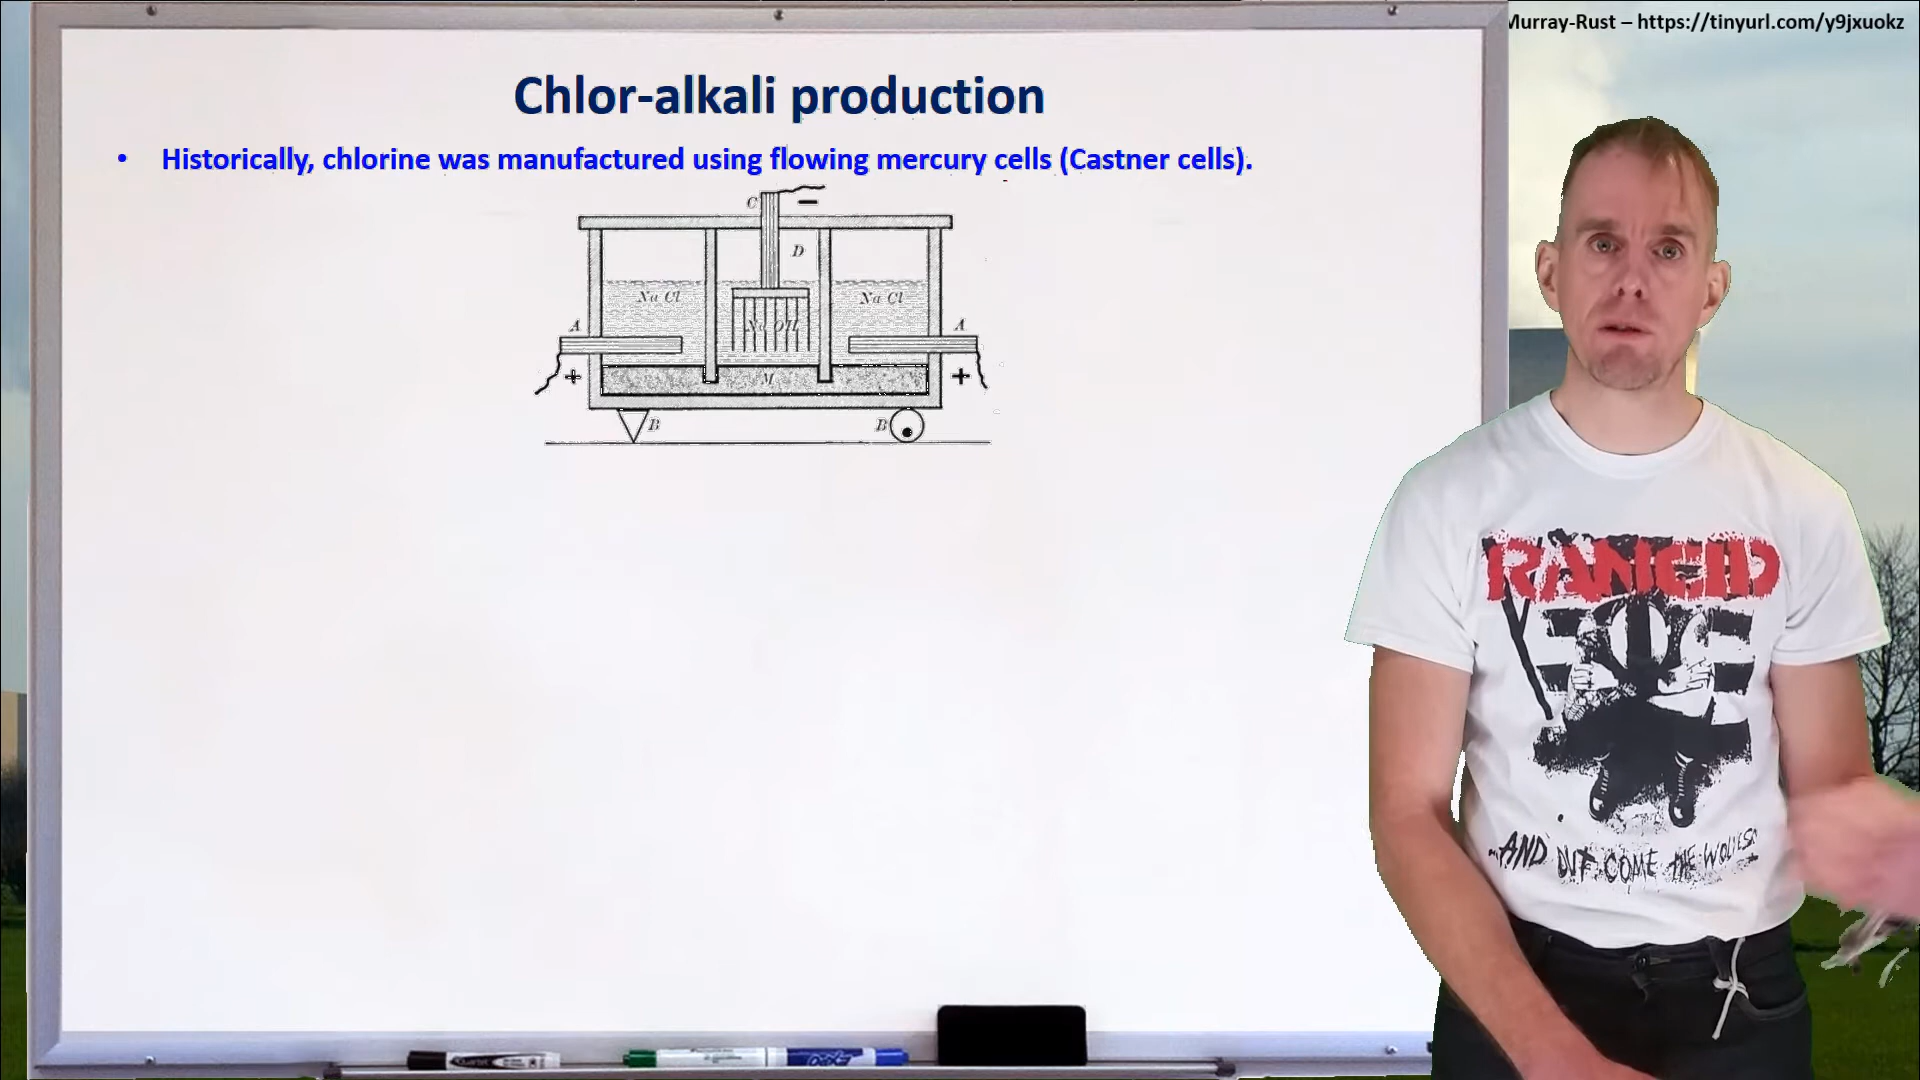 Murray-Rust – https://tinyurl.com/y9jxuokz
Chlor-alkali production
• Historically, chlorine was manufactured using flowing mercury cells (Castner cells).
C −
D
Na Cl Na Cl
Na OH
A A
+ +
M
B B
RANCID
...AND OUT COME THE WOLVES